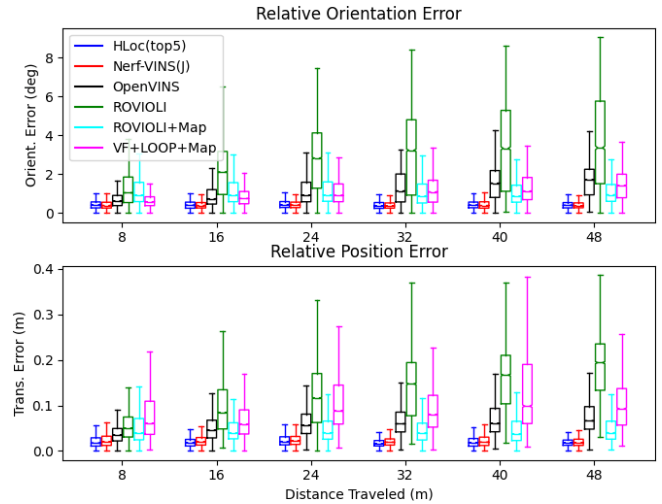 Relative Orientation Error
Orient. Error (deg)
8
6
4
2
0
HLoc(top5)
Nerf-VINS(J)
OpenVINS
ROVIOLI
ROVIOLI+Map
VF+LOOP+Map
8 16 24 32 40 48
Relative Position Error
Trans. Error (m)
0.4
0.3
0.2
0.1
0.0
8 16 24 32 40 48
Distance Traveled (m)